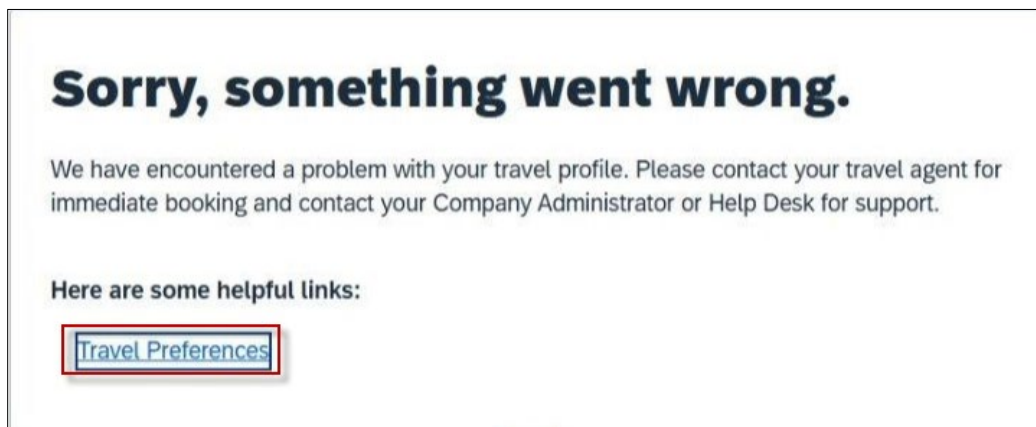 Sorry, something went wrong.
We have encountered a problem with your travel profile. Please contact your travel agent for
immediate booking and contact your Company Administrator or Help Desk for support.
Here are some helpful links:
Travel Preferences